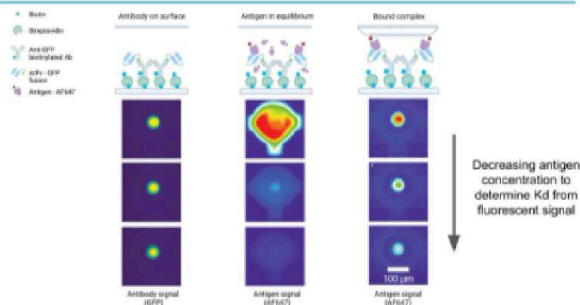 Biotin
Streptavidin
Anti-GFP
biotinylated Ab
scFv - GFP
fusion
Antigen - AF647
Antibody on surface
Antigen in equilibrium
Bound complex
Decreasing antigen
concentration to
determine Kd from
fluorescent signal
100 μm
Antibody signal
(GFP)
Antigen signal
(AF647)
Antigen signal
(AF647)